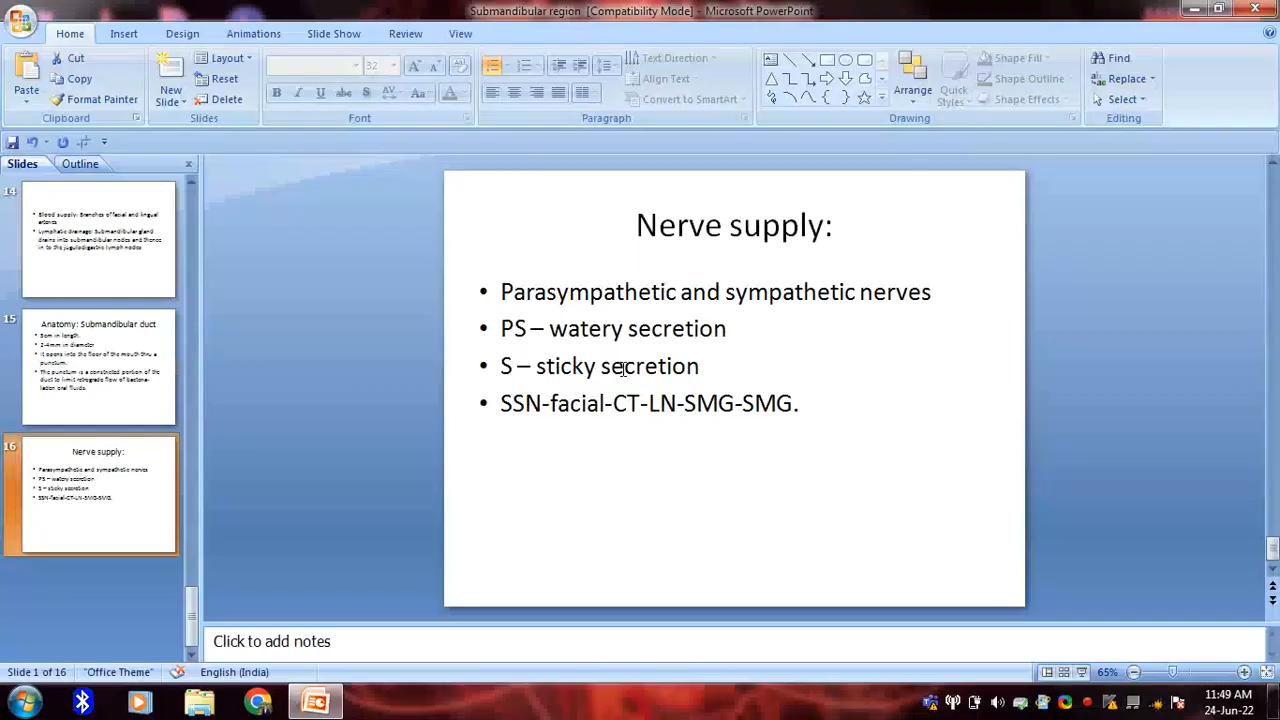 Submandibular region [Compatibility Mode] - Microsoft PowerPoint
Home
Insert
Design
Animations
Slide Show
Review
View
Paste
Cut
Copy
Format Painter
Clipboard
New
Slide
Layout
Reset
Delete
Slides
32
Font
Paragraph
Text Direction
Align Text
Convert to SmartArt
Arrange
Quick
Styles
Shape Fill
Shape Outline
Shape Effects
Drawing
Find
Replace
Select
Editing
Slides
Outline
14
• Blood supply: Branches of facial and lingual
arteries
• Lymphatic drainage: Submandibular gland
drains into submandibular nodes and thence
in to the jugulodigastric lymph nodes
15
Anatomy: Submandibular duct
• 5cm in length.
• 2-4mm in diameter
• It opens into the floor of the mouth thru a
punctum.
• The punctum is a constricted portion of the
duct to limit retrograde flow of bacteria-
laden oral fluids.
16
Nerve supply:
• Parasympathetic and sympathetic nerves
• PS – watery secretion
• S – sticky secretion
• SSN-facial-CT-LN-SMG-SMG.
Nerve supply:
• Parasympathetic and sympathetic nerves
• PS – watery secretion
• S – sticky secretion
• SSN-facial-CT-LN-SMG-SMG.
Click to add notes
Slide 1 of 16
"Office Theme"
English (India)
65%
11:49 AM
24-Jun-22